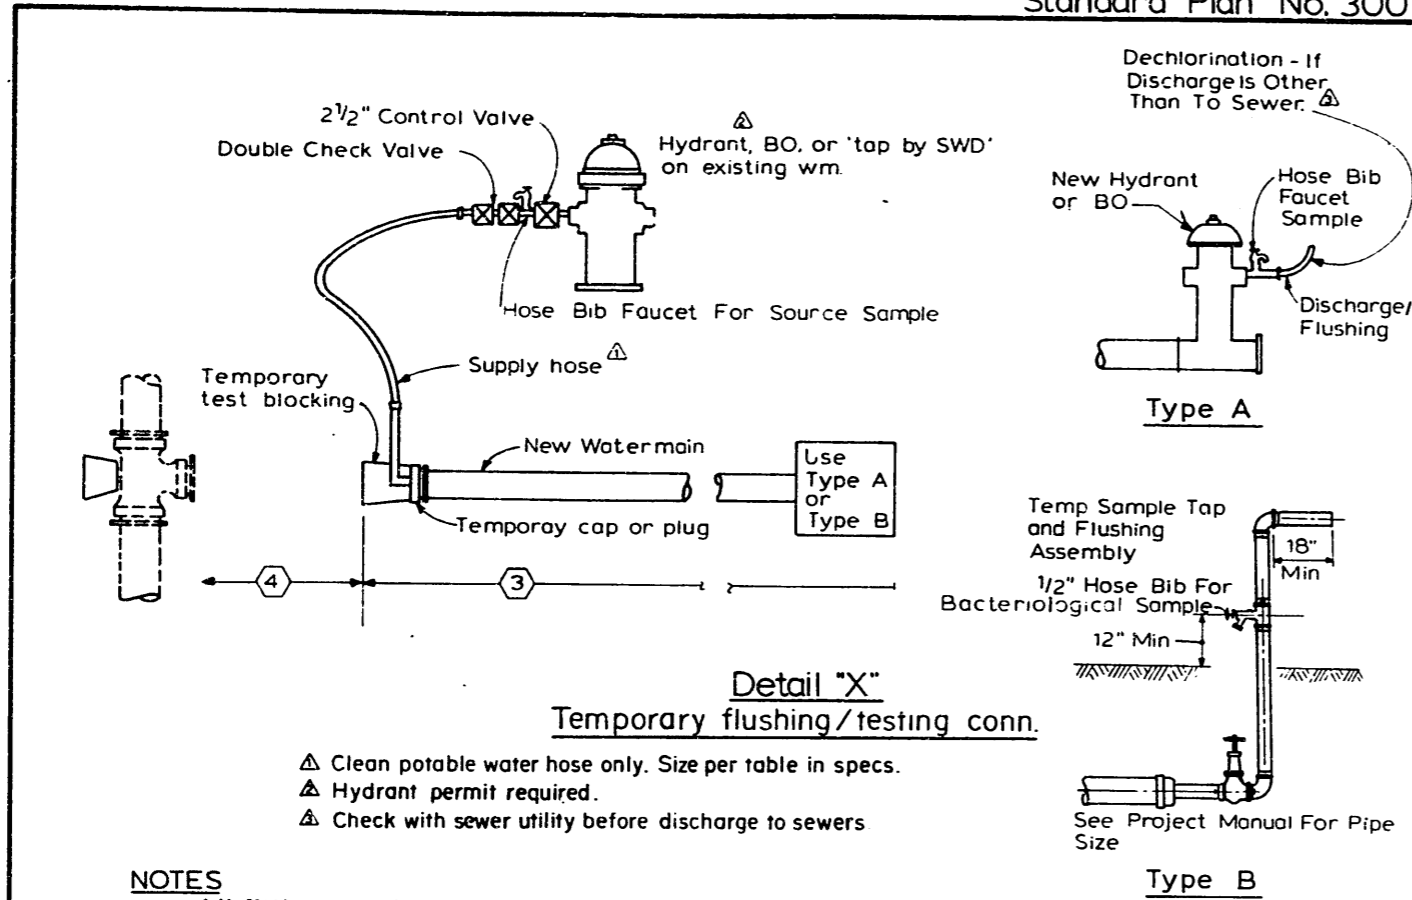 Standard Plan No. 300
2 1/2" Control Valve
Double Check Valve
2
Hydrant, BO, or 'tap by SWD'
on existing wm.
Hose Bib Faucet For Source Sample
Supply hose 1
Temporary
test blocking
New Watermain
Temporay cap or plug
Use
Type A
or
Type B
4
3
Detail "X"
Temporary flushing/testing conn.
1 Clean potable water hose only. Size per table in specs.
2 Hydrant permit required.
3 Check with sewer utility before discharge to sewers
NOTES
Dechlorination - If
Discharge Is Other
Than To Sewer. 3
New Hydrant
or BO
Hose Bib
Faucet
Sample
Discharge/
Flushing
Type A
Temp Sample Tap
and Flushing
Assembly
18"
Min
1/2" Hose Bib For
Bacteriological Sample
12" Min
See Project Manual For Pipe
Size
Type B